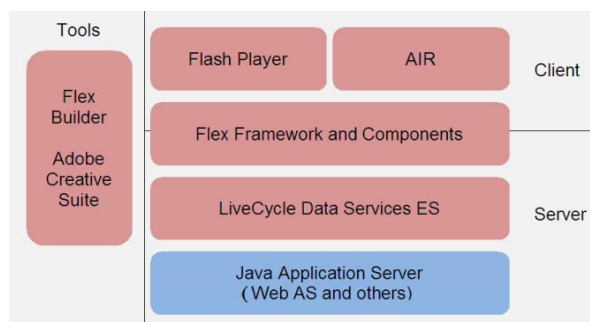 Tools
Flex
Builder
Adobe
Creative
Suite
Flash Player
AIR
Client
Flex Framework and Components
LiveCycle Data Services ES
Server
Java Application Server
(Web AS and others)